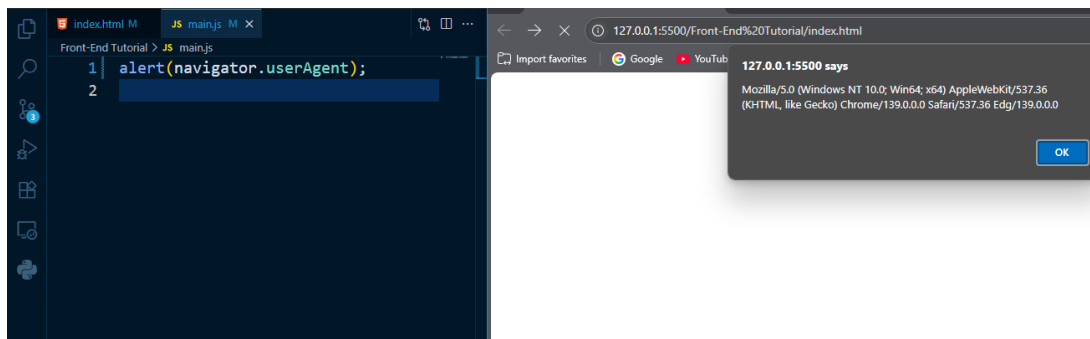 index.html M
JS main.js M
Front-End Tutorial > JS main.js
1 alert(navigator.userAgent);
2
3
127.0.0.1:5500/Front-End%20Tutorial/index.html
Import favorites
Google
YouTub
127.0.0.1:5500 says
Mozilla/5.0 (Windows NT 10.0; Win64; x64) AppleWebKit/537.36
(KHTML, like Gecko) Chrome/139.0.0.0 Safari/537.36 Edg/139.0.0.0
OK